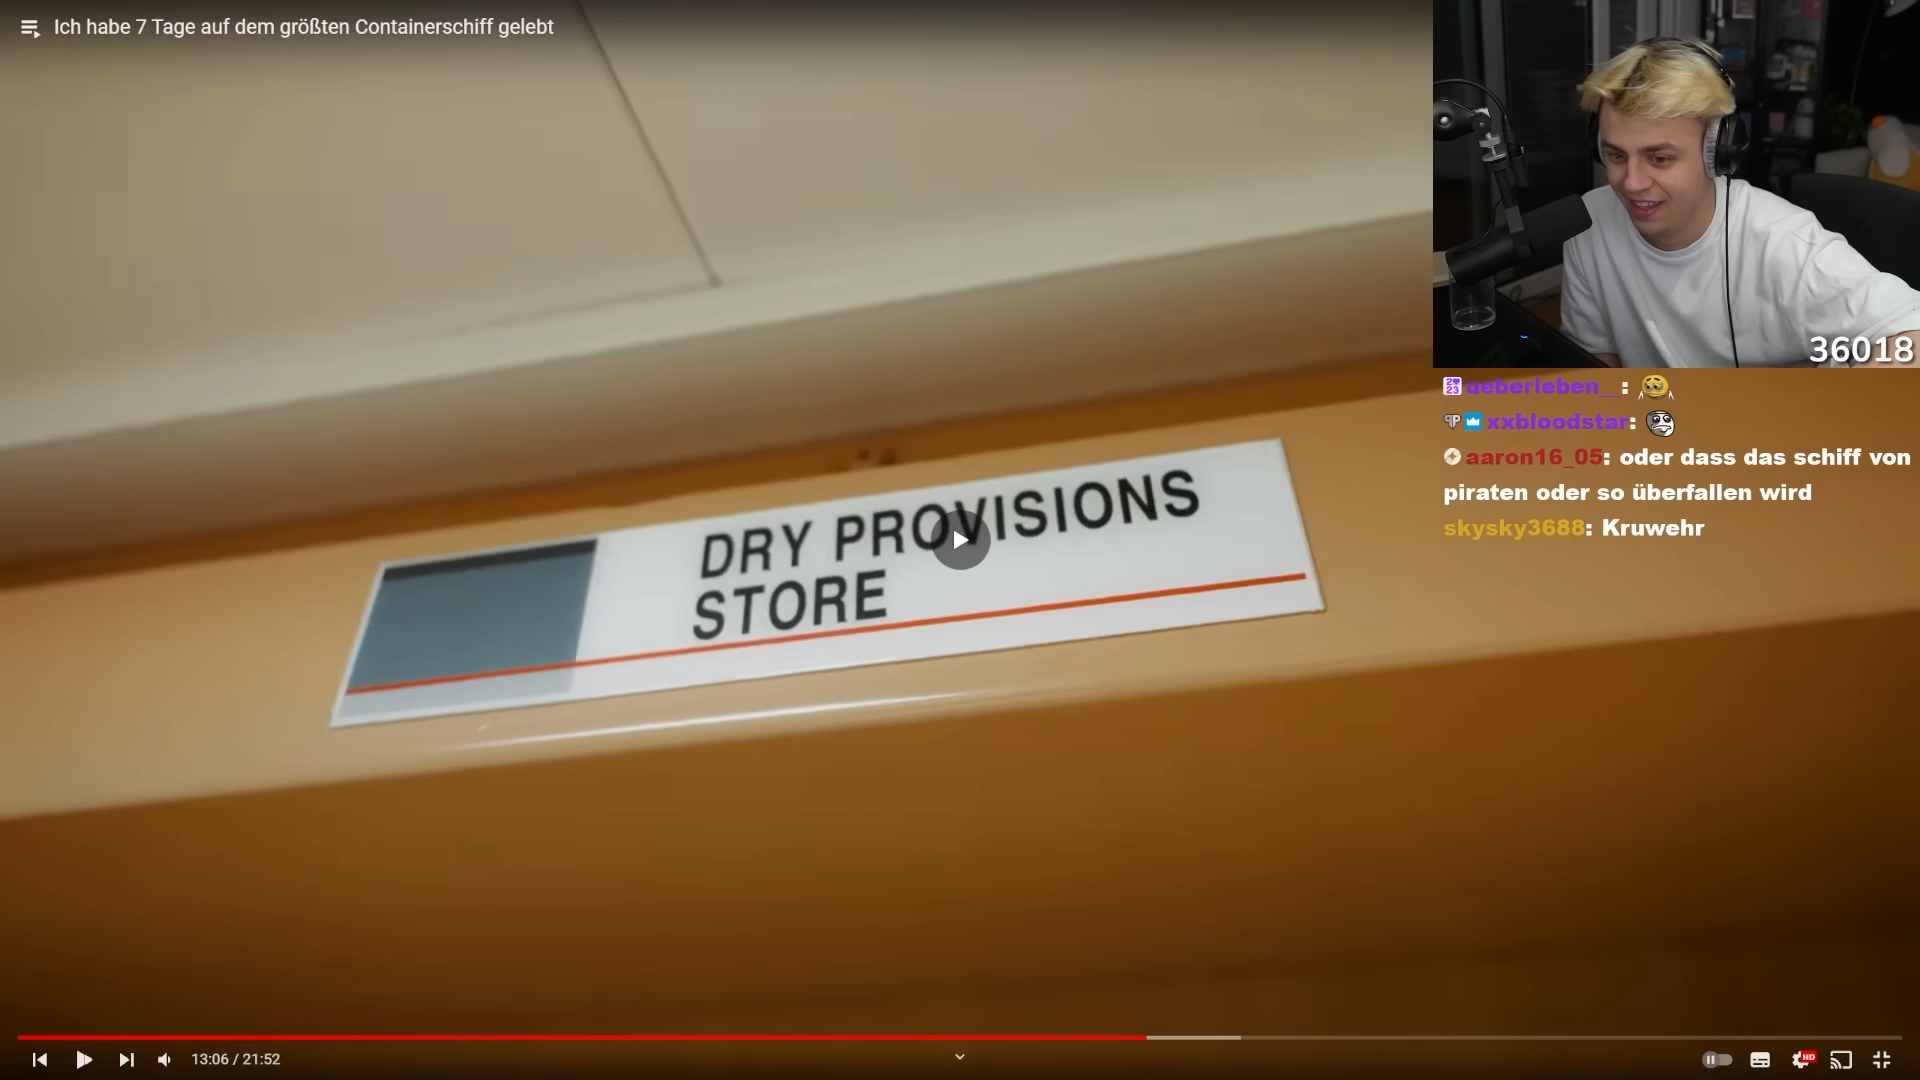 Ich habe 7 Tage auf dem größten Containerschiff gelebt
36018
ueberleben__:
xxbloodstar:
aaron16_05: oder dass das schiff von
piraten oder so überfallen wird
skysky3688: Kruwehr
DRY PROVISIONS
STORE
13:06 / 21:52
HD